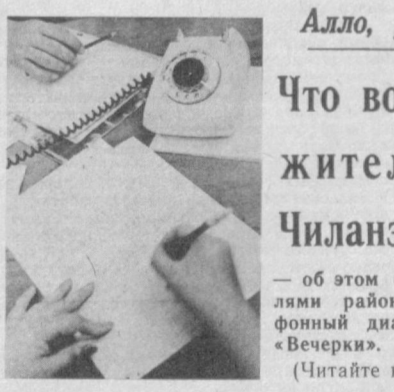 Алло,
Что во
жител
Чиланз
— об этом
лями район
фонный диа
«Вечерки».
(Читайте